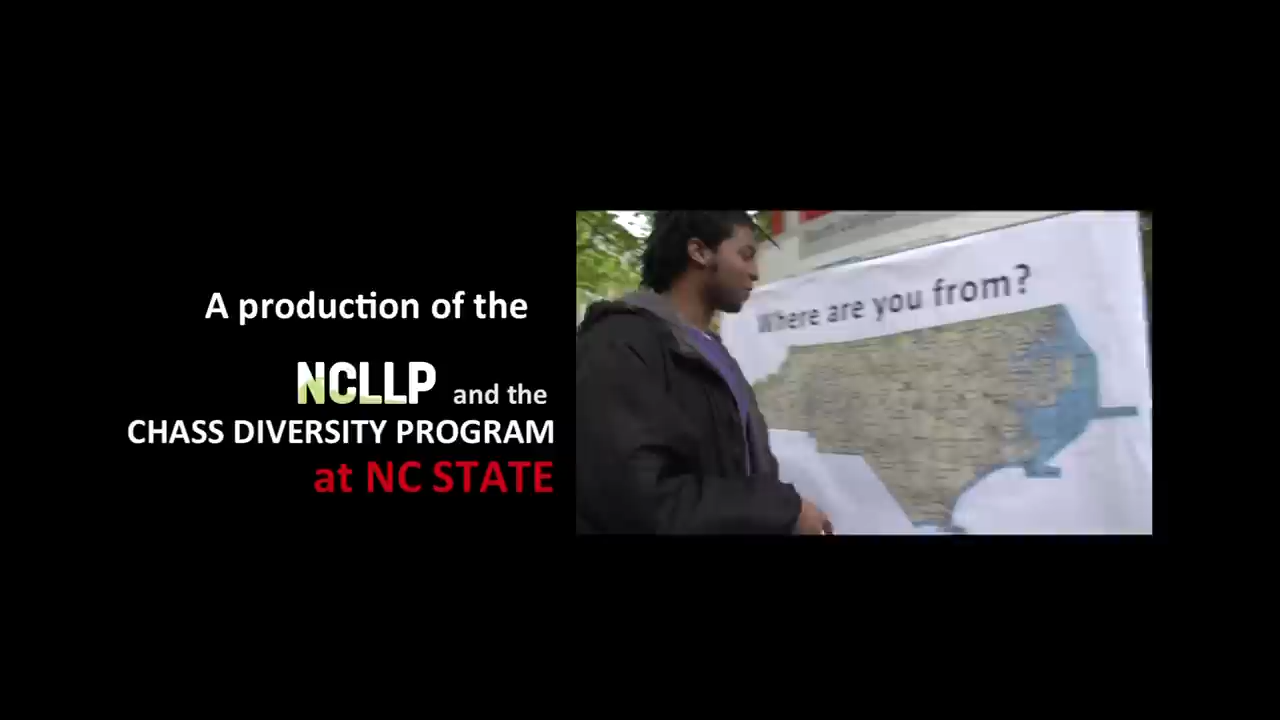 A production of the
NCLLP and the
CHASS DIVERSITY PROGRAM
at NC STATE
Where are you from?